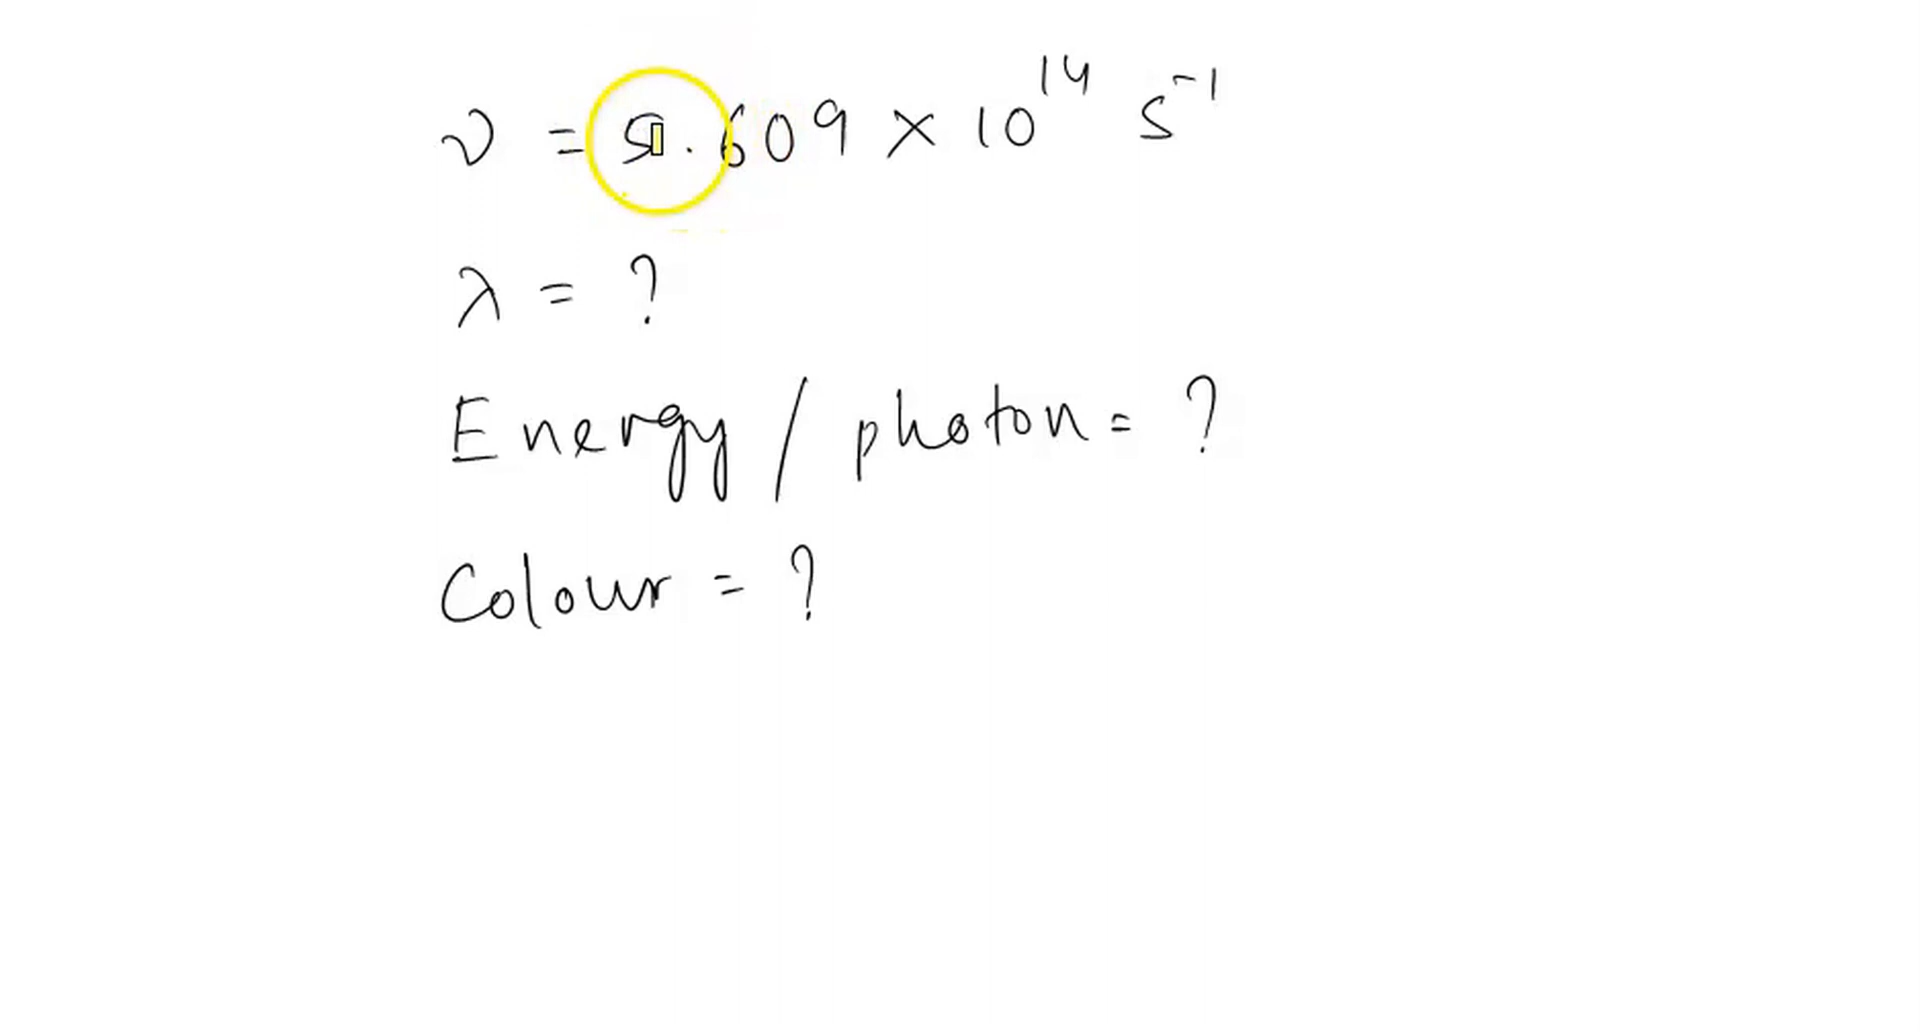 ν = 5.609 × 10¹⁴ s⁻¹
λ = ?
Energy / photon = ?
Colour = ?